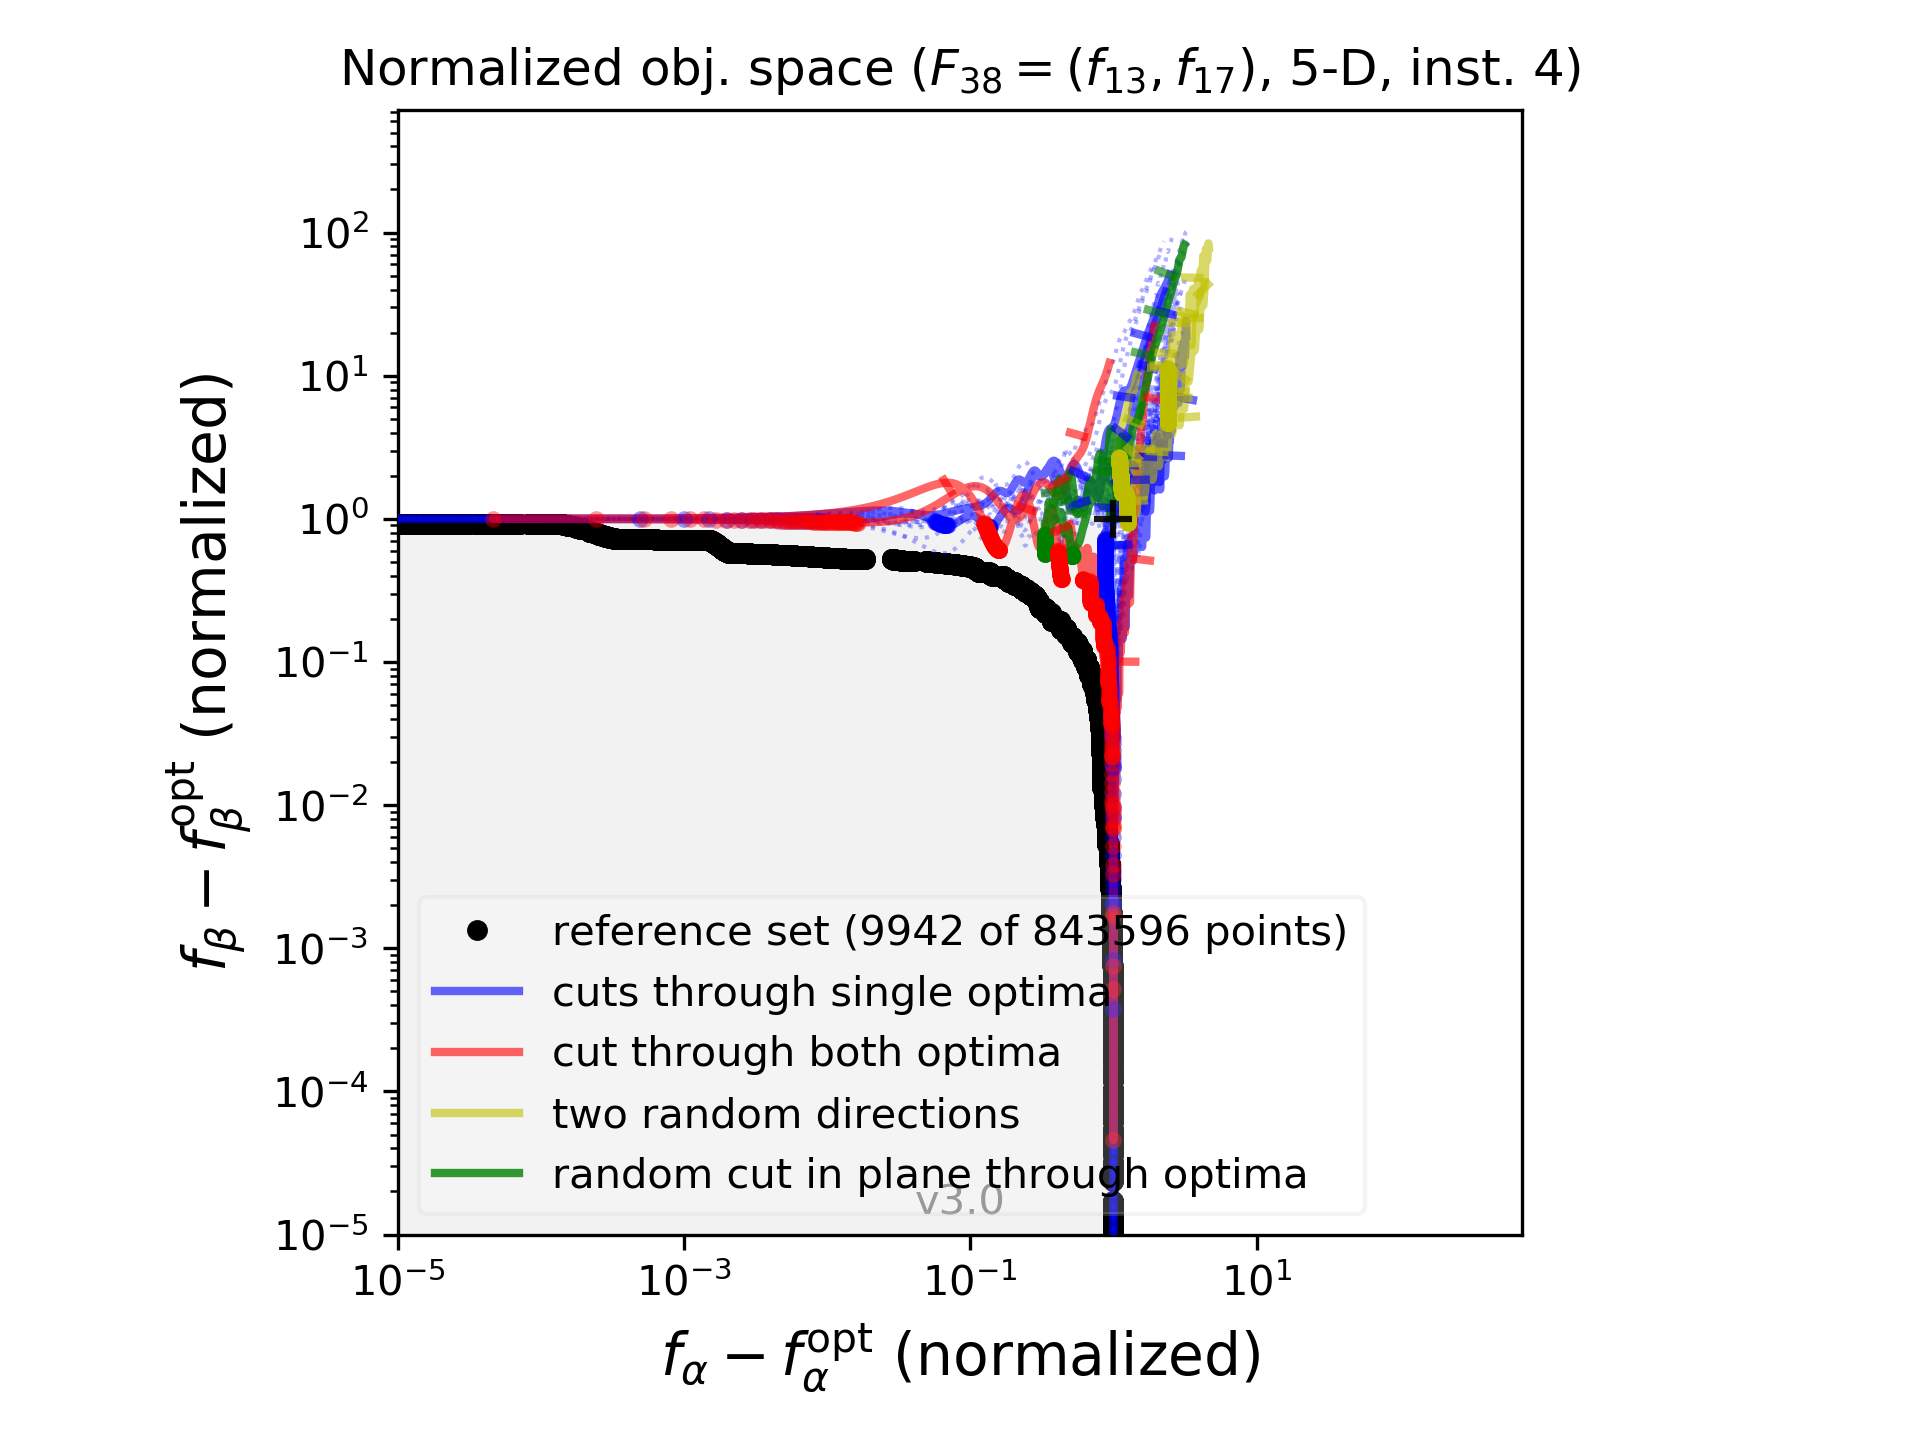 Normalized obj. space (F₃₈ = (f₁₃, f₁₇), 5-D, inst. 4)
10²
10¹
10⁰
10⁻¹
10⁻²
10⁻³
10⁻⁴
10⁻⁵
f_β − f_β^opt (normalized)
reference set (9942 of 843596 points)
cuts through single optima
cut through both optima
two random directions
random cut in plane through optima
v3.0
10⁻⁵ 10⁻³ 10⁻¹ 10¹
f_α − f_α^opt (normalized)